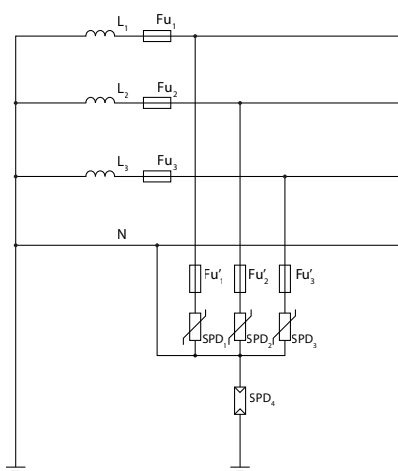 L₁ Fu₁
L₂ Fu₂
L₃ Fu₃
N
Fu'₁ Fu'₂ Fu'₃
SPD₁ SPD₂ SPD₃
SPD₄